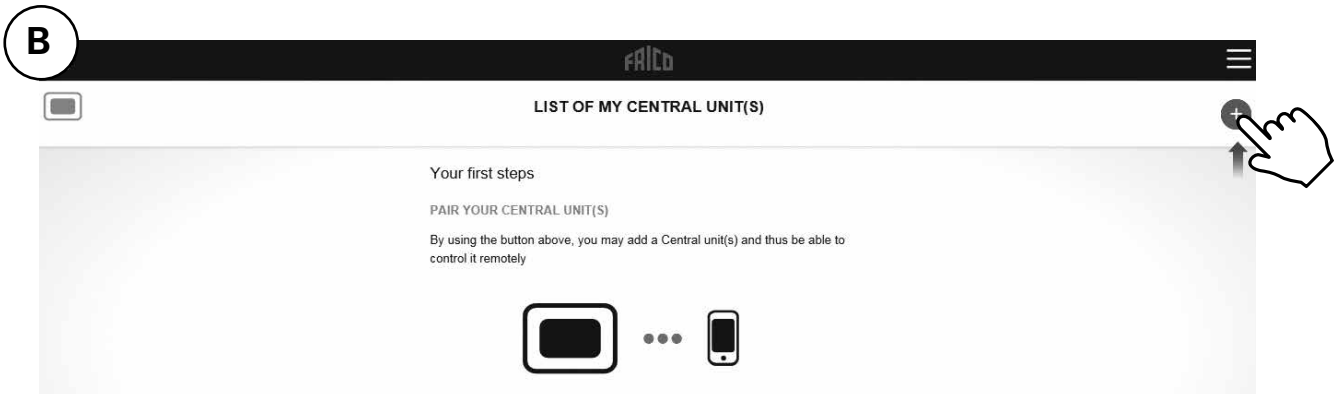 B
FRICO
LIST OF MY CENTRAL UNIT(S)
+
Your first steps
PAIR YOUR CENTRAL UNIT(S)
By using the button above, you may add a Central unit(s) and thus be able to
control it remotely